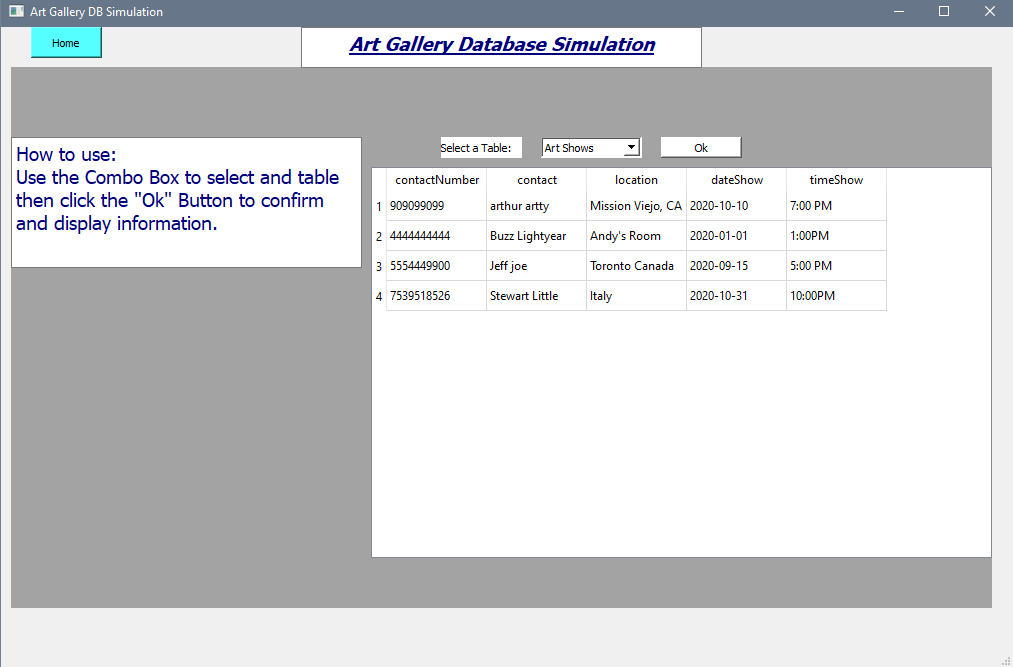 Art Gallery DB Simulation
Home
Art Gallery Database Simulation
How to use:
Use the Combo Box to select and table
then click the "Ok" Button to confirm
and display information.
Select a Table: Art Shows Ok
contactNumber contact location dateShow timeShow
1 909099099 arthur artty Mission Viejo, CA 2020-10-10 7:00 PM
2 4444444444 Buzz Lightyear Andy's Room 2020-01-01 1:00PM
3 5554449900 Jeff joe Toronto Canada 2020-09-15 5:00 PM
4 7539518526 Stewart Little Italy 2020-10-31 10:00PM